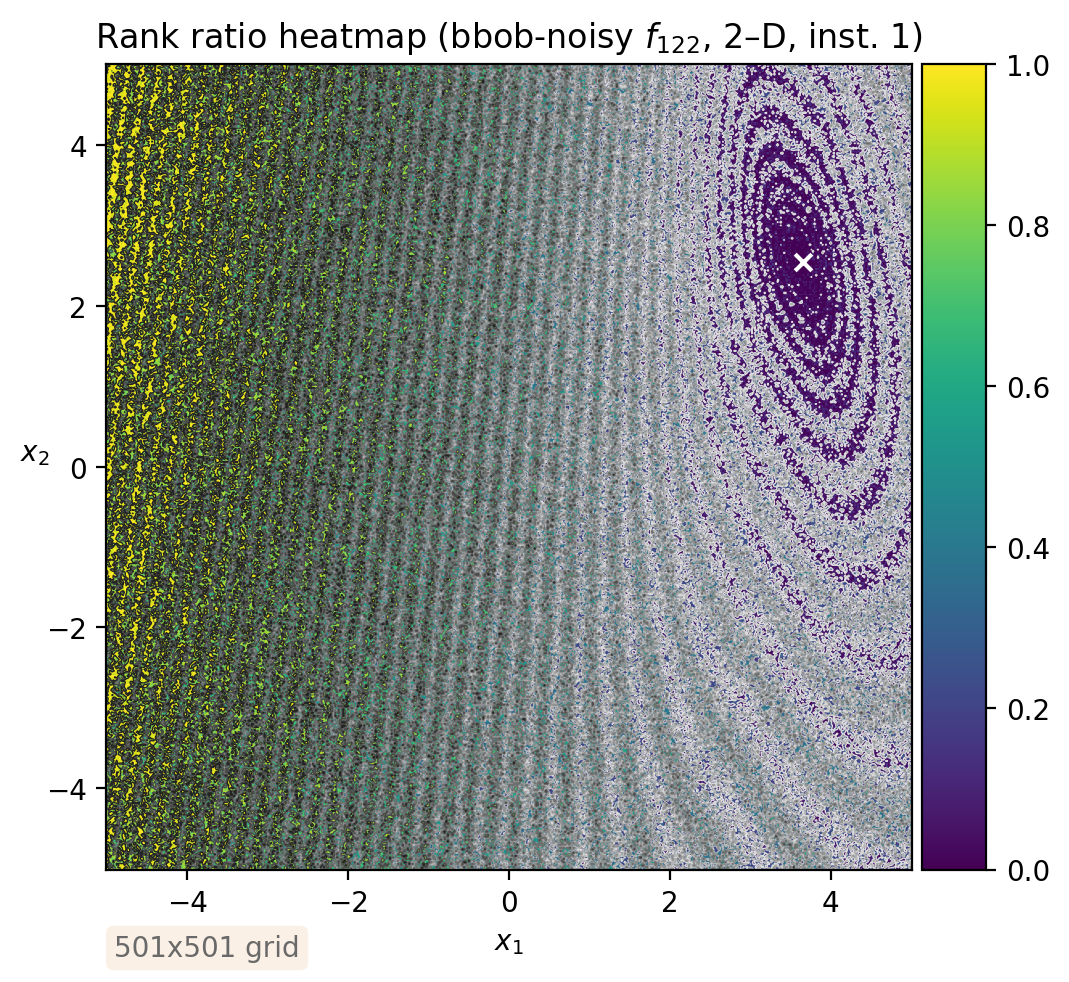 Rank ratio heatmap (bbob-noisy f₁₂₂, 2–D, inst. 1)
1.0
0.8
0.6
0.4
0.2
0.0
4
2
0
−2
−4
x₂
−4 −2 0 2 4
x₁
501x501 grid